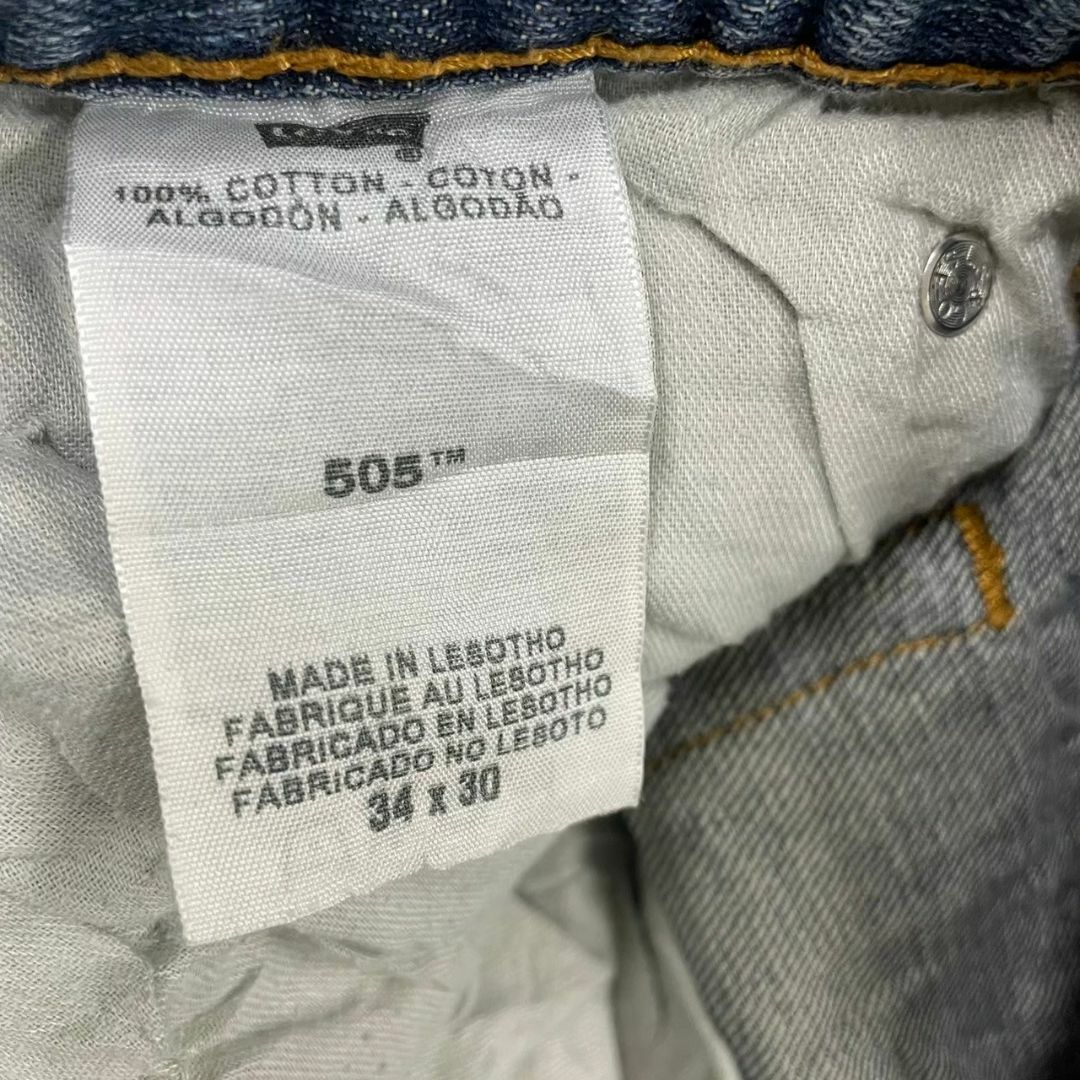 100% COTTON - COTON -
ALGODÓN - ALGODÃO
505™
MADE IN LESOTHO
FABRIQUE AU LESOTHO
FABRICADO EN LESOTHO
FABRICADO NO LESOTO
34 x 30